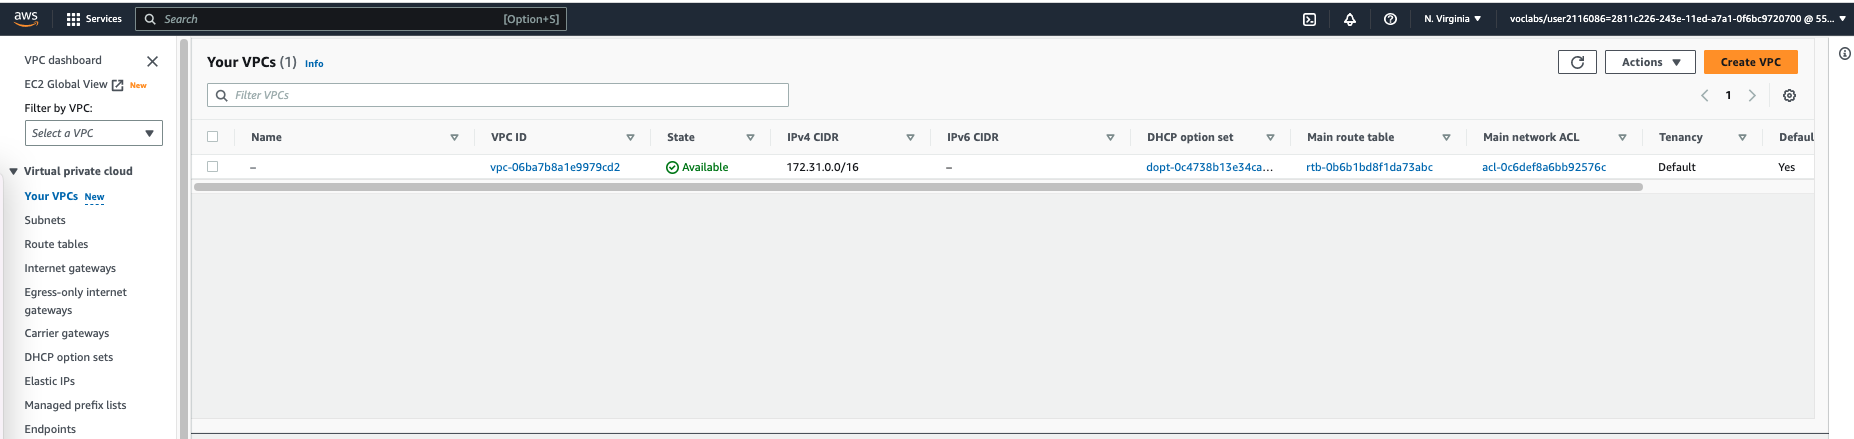 aws Services Search [Option+S] N. Virginia voclabs/user2116086=2811c226-243e-11ed-a7a1-0f6bc9720700 @ 55...
VPC dashboard
EC2 Global View New
Filter by VPC:
Select a VPC
Virtual private cloud
Your VPCs New
Subnets
Route tables
Internet gateways
Egress-only internet
gateways
Carrier gateways
DHCP option sets
Elastic IPs
Managed prefix lists
Endpoints
Your VPCs (1) Info Actions Create VPC
Filter VPCs 1
Name VPC ID State IPv4 CIDR IPv6 CIDR DHCP option set Main route table Main network ACL Tenancy Defaul
– vpc-06ba7b8a1e9979cd2 Available 172.31.0.0/16 – dopt-0c4738b13e34ca... rtb-0b6b1bd8f1da73abc acl-0c6def8a6bb92576c Default Yes